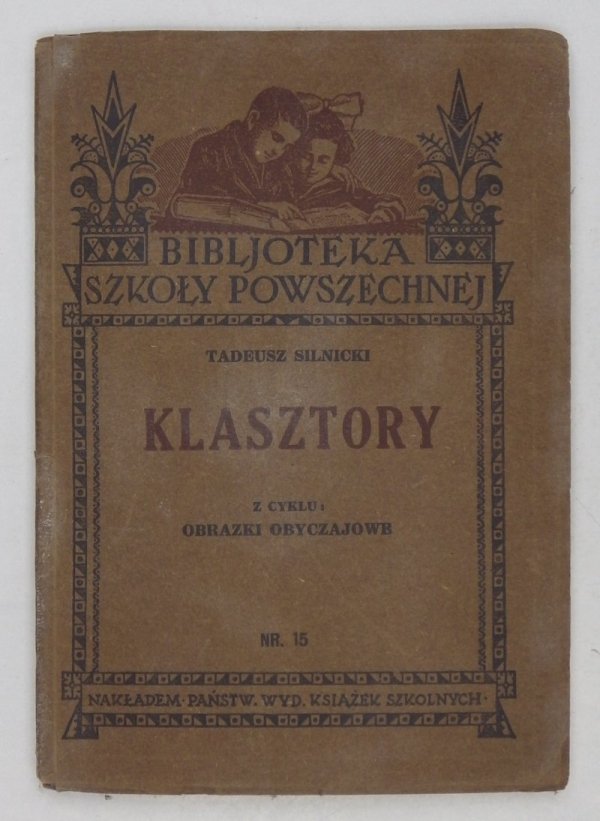 BIBLJOTEKA
SZKOŁY POWSZECHNEJ
TADEUSZ SILNICKI
KLASZTORY
Z CYKLU:
OBRAZKI OBYCZAJOWE
NR. 15
NAKŁADEM · PAŃSTW. WYD. KSIĄŻEK SZKOLNYCH ·